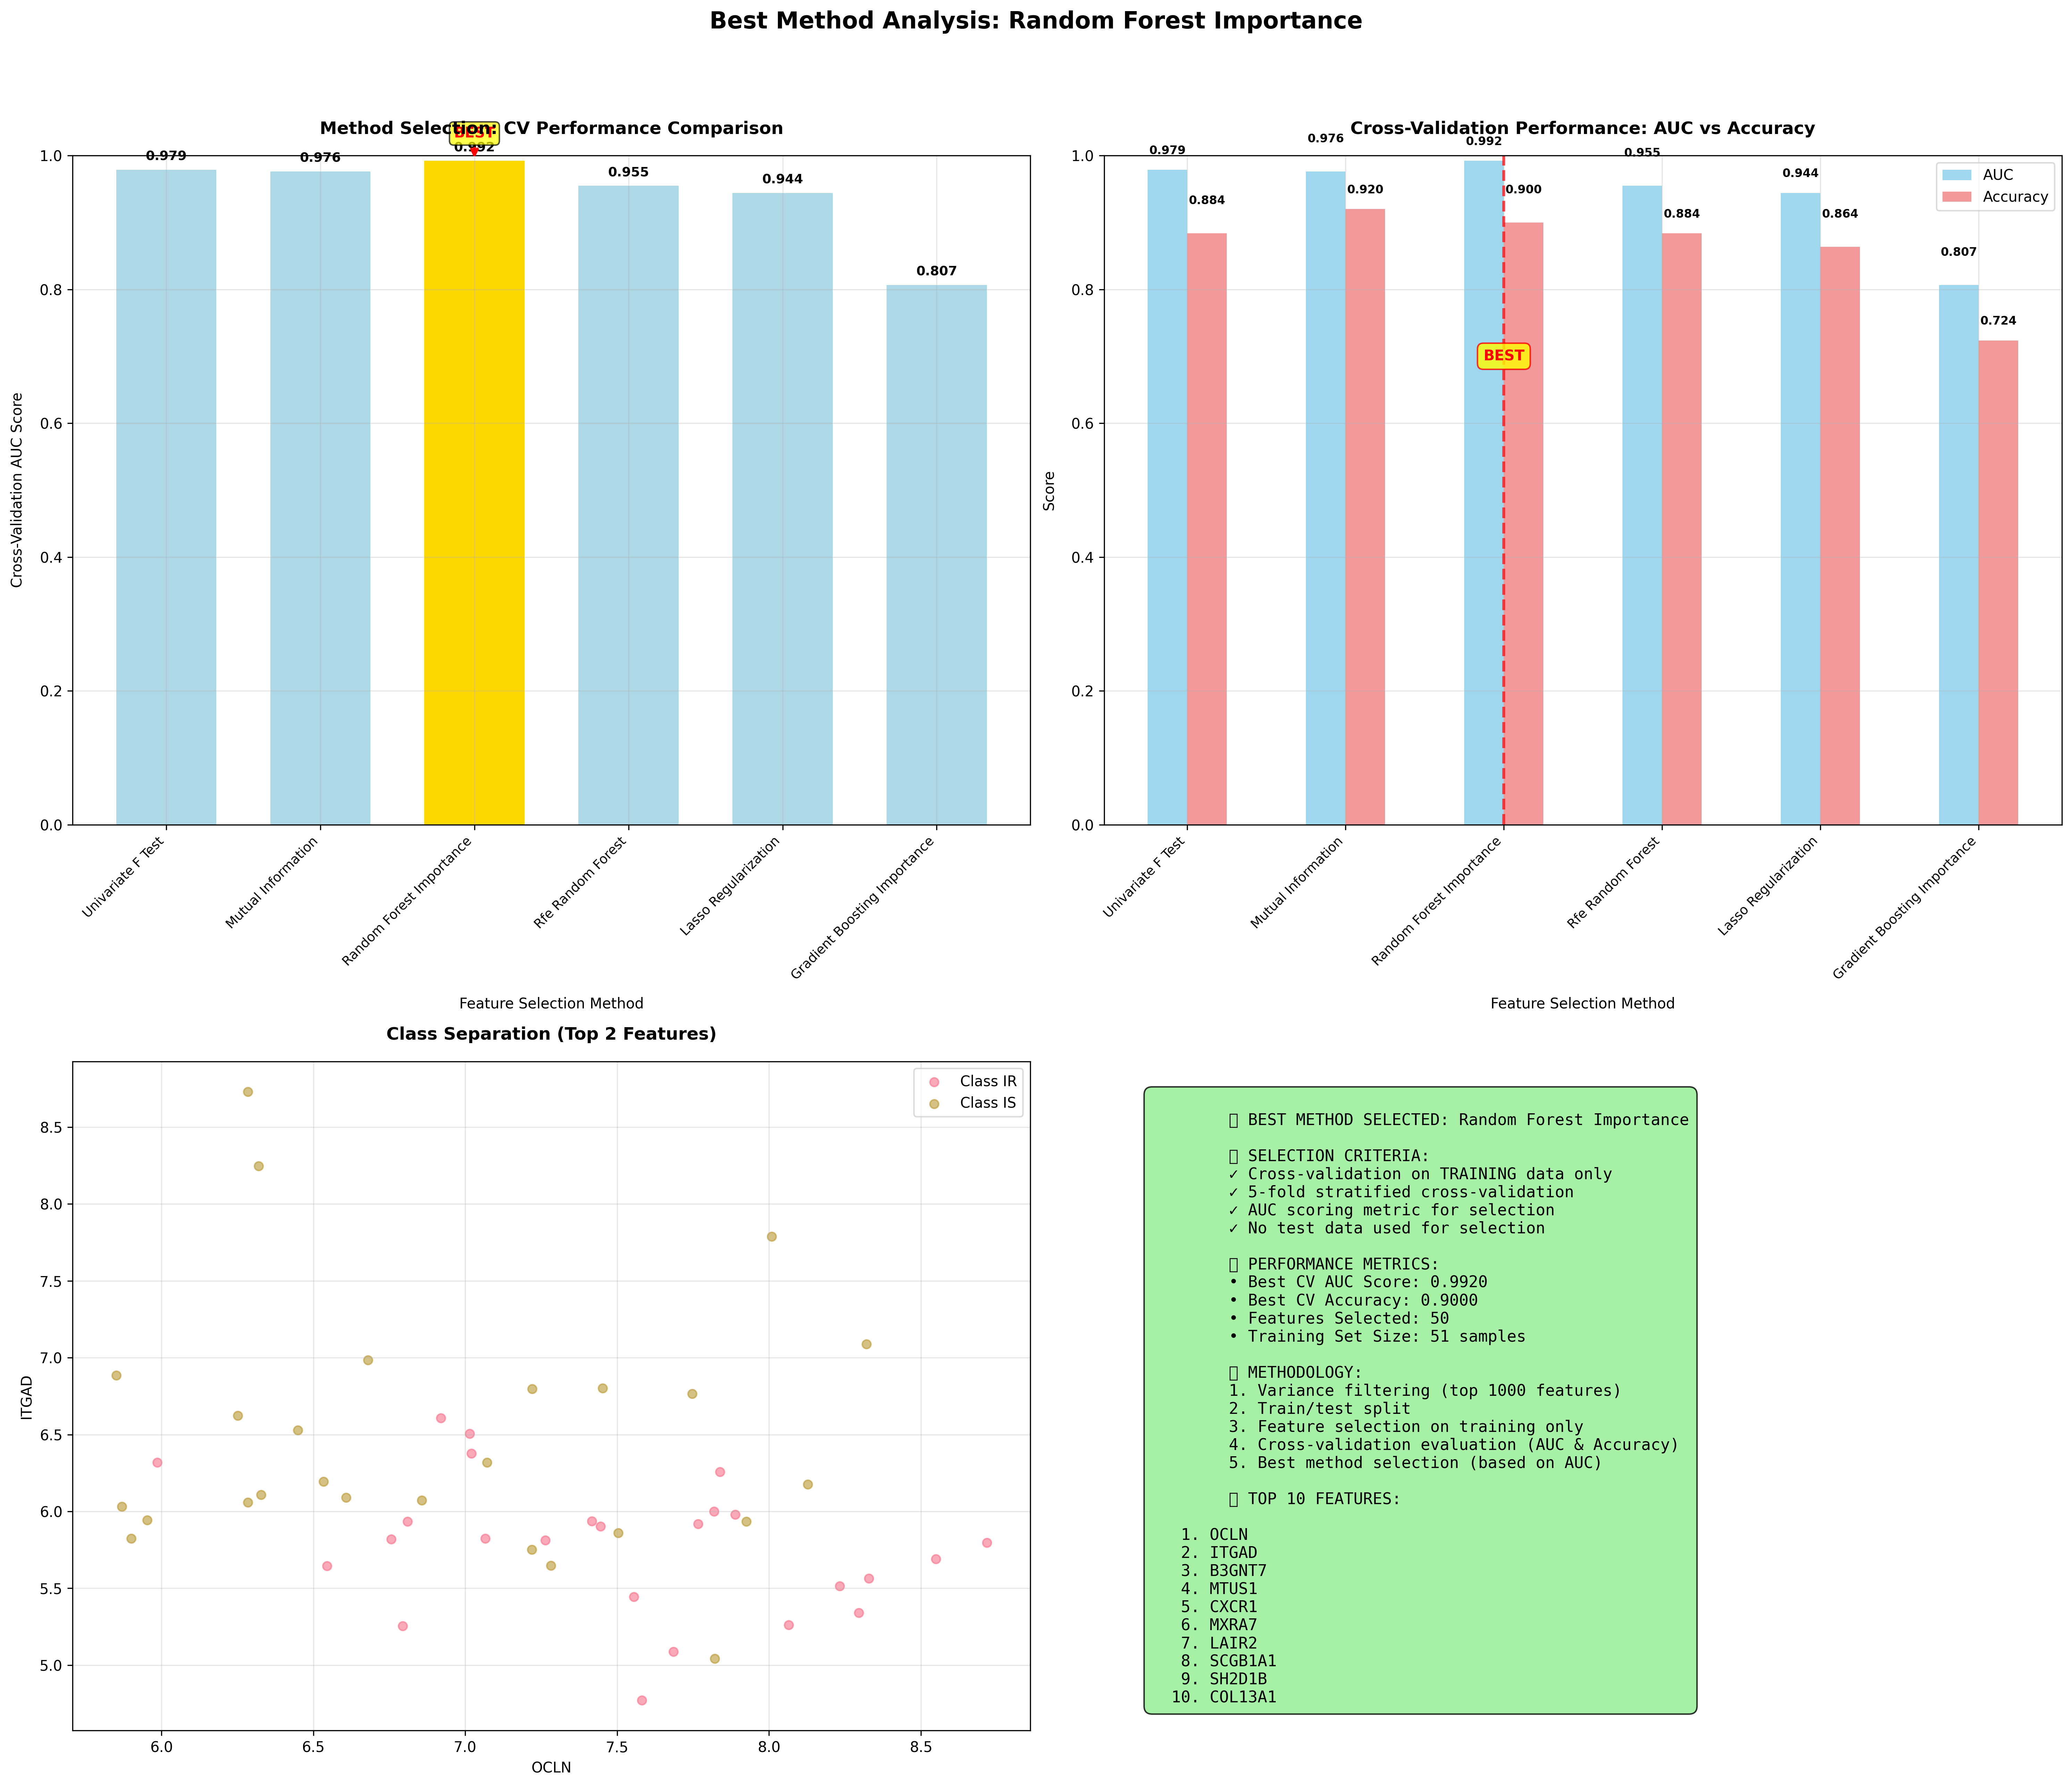 Best Method Analysis: Random Forest Importance
Method Selection: CV Performance Comparison
BEST
0.979
0.976
0.992
0.955
0.944
0.807
1.0
0.8
0.6
0.4
0.2
0.0
Cross-Validation AUC Score
Univariate F Test
Mutual Information
Random Forest Importance
Rfe Random Forest
Lasso Regularization
Gradient Boosting Importance
Feature Selection Method
Cross-Validation Performance: AUC vs Accuracy
0.979
0.884
0.976
0.920
0.992
0.900
0.955
0.884
0.944
0.864
0.807
0.724
AUC
Accuracy
BEST
1.0
0.8
0.6
0.4
0.2
0.0
Score
Univariate F Test
Mutual Information
Random Forest Importance
Rfe Random Forest
Lasso Regularization
Gradient Boosting Importance
Feature Selection Method
Class Separation (Top 2 Features)
Class IR
Class IS
8.5
8.0
7.5
7.0
6.5
6.0
5.5
5.0
ITGAD
6.0
6.5
7.0
7.5
8.0
8.5
OCLN
BEST METHOD SELECTED: Random Forest Importance
SELECTION CRITERIA:
✓ Cross-validation on TRAINING data only
✓ 5-fold stratified cross-validation
✓ AUC scoring metric for selection
✓ No test data used for selection
PERFORMANCE METRICS:
• Best CV AUC Score: 0.9920
• Best CV Accuracy: 0.9000
• Features Selected: 50
• Training Set Size: 51 samples
METHODOLOGY:
1. Variance filtering (top 1000 features)
2. Train/test split
3. Feature selection on training only
4. Cross-validation evaluation (AUC & Accuracy)
5. Best method selection (based on AUC)
TOP 10 FEATURES:
1. OCLN
2. ITGAD
3. B3GNT7
4. MTUS1
5. CXCR1
6. MXRA7
7. LAIR2
8. SCGB1A1
9. SH2D1B
10. COL13A1